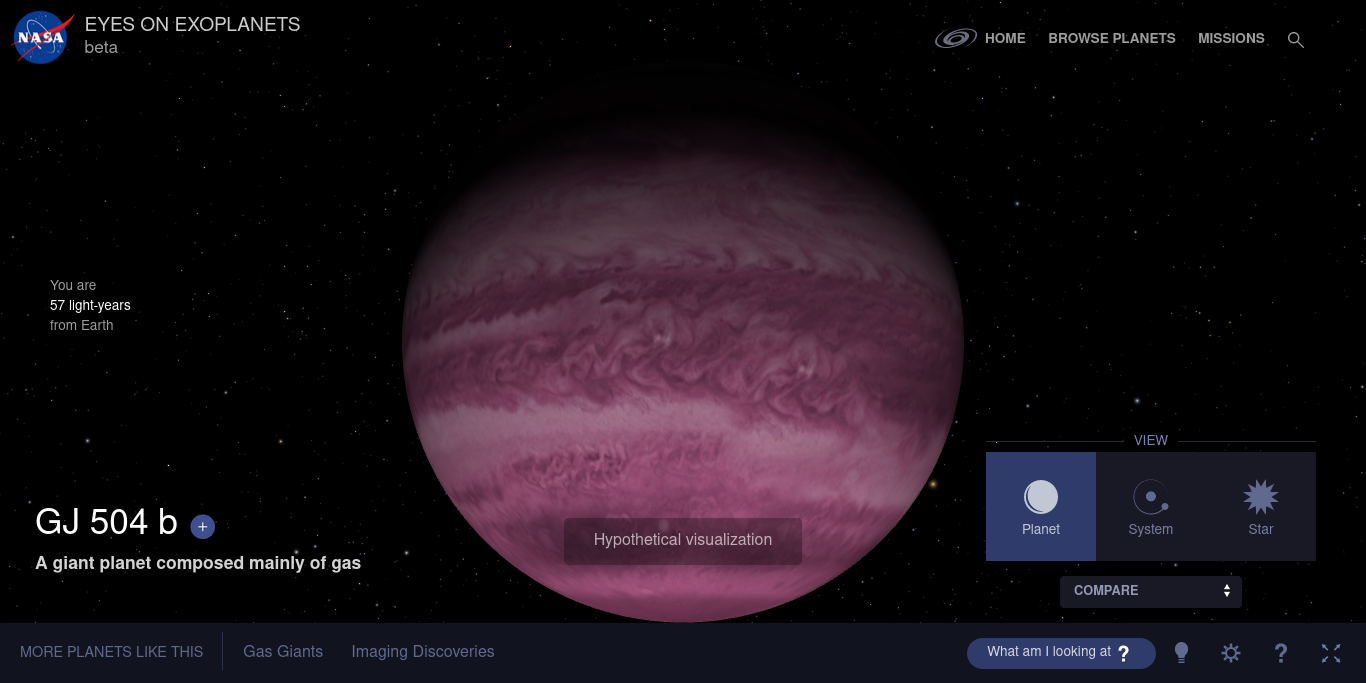 NASA
EYES ON EXOPLANETS
beta
HOME
BROWSE PLANETS
MISSIONS
You are
57 light-years
from Earth
GJ 504 b +
A giant planet composed mainly of gas
Hypothetical visualization
VIEW
Planet
System
Star
COMPARE
MORE PLANETS LIKE THIS
Gas Giants
Imaging Discoveries
What am I looking at ?
?